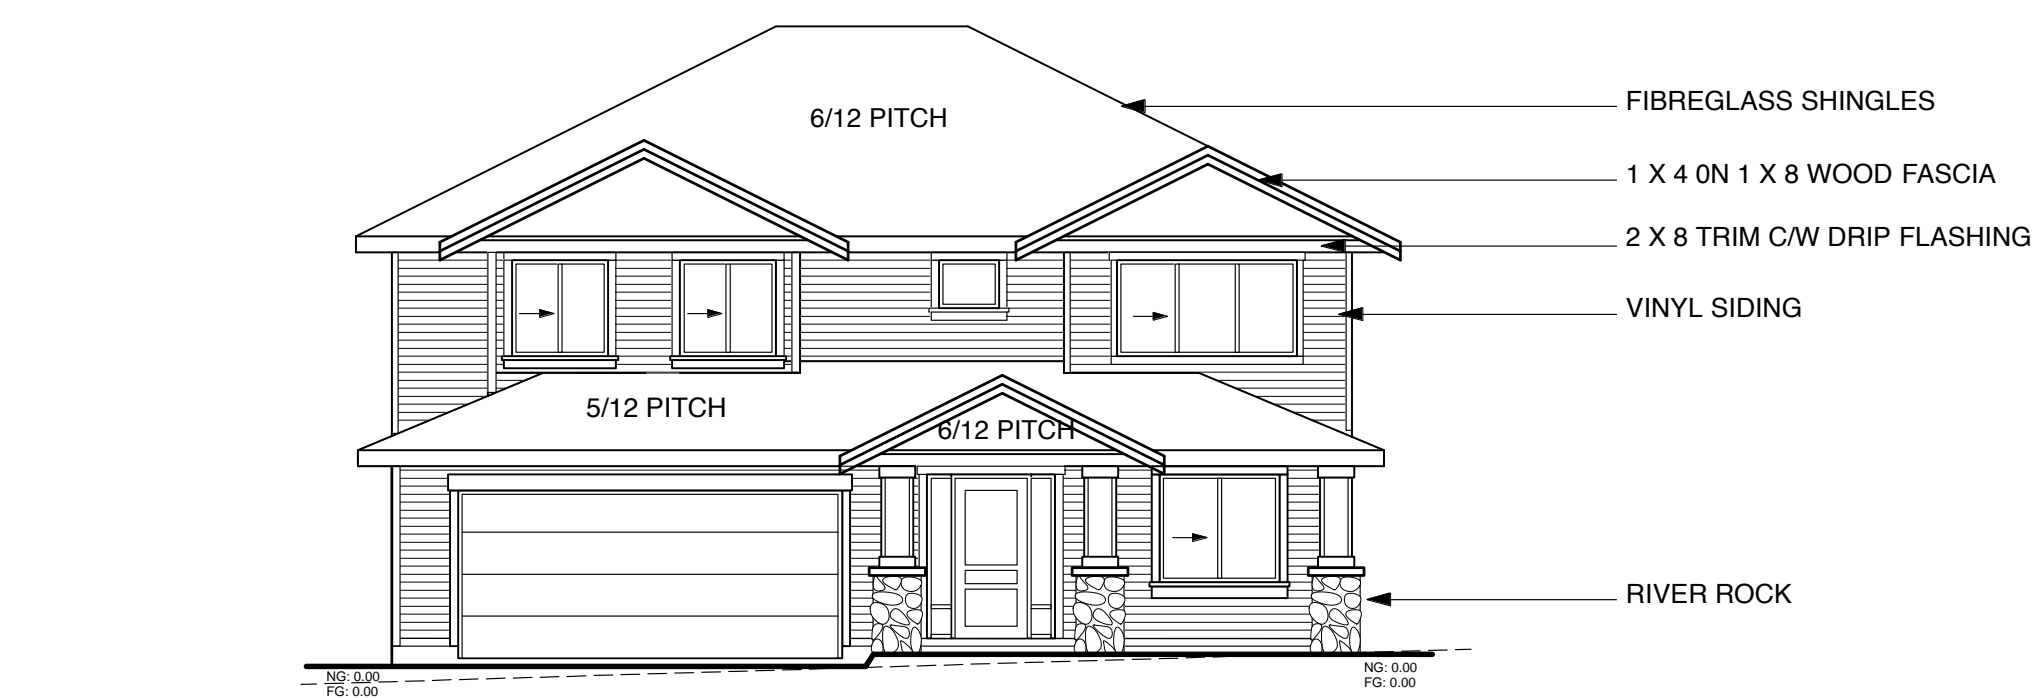 FIBREGLASS SHINGLES
6/12 PITCH
1 X 4 0N 1 X 8 WOOD FASCIA
2 X 8 TRIM C/W DRIP FLASHING
VINYL SIDING
5/12 PITCH
6/12 PITCH
RIVER ROCK
NG: 0.00
FG: 0.00
NG: 0.00
FG: 0.00